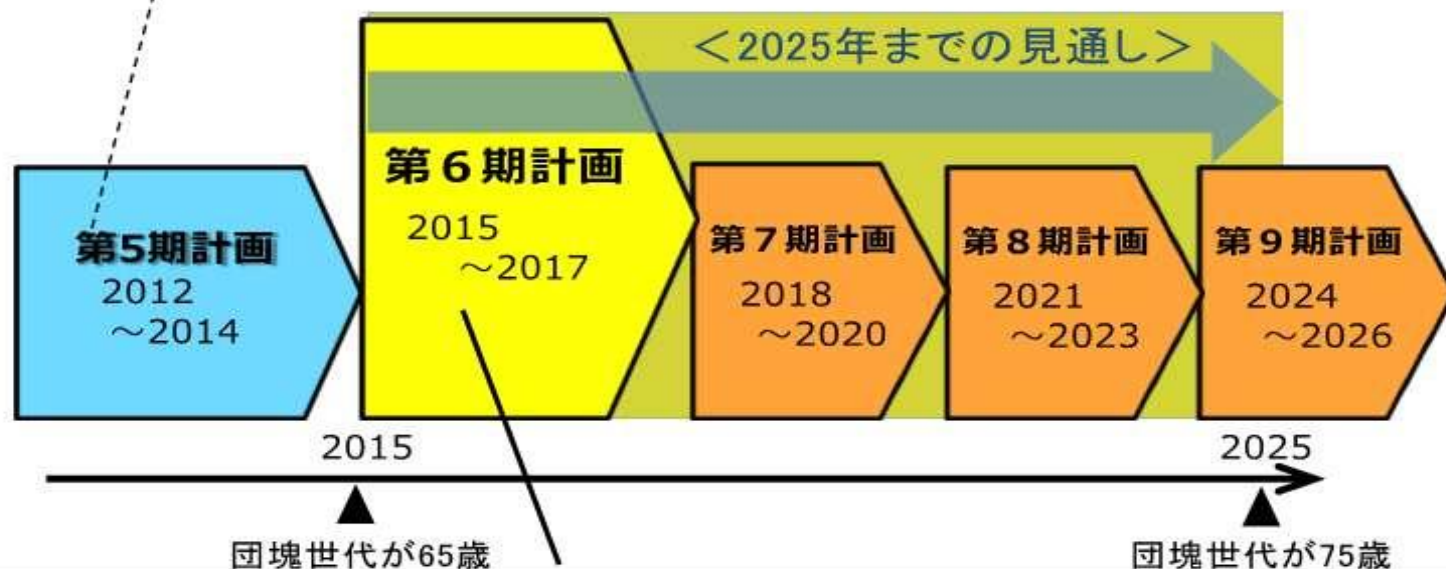 ＜2025年までの見通し＞
第5期計画
2012
～2014
第６期計画
2015
～2017
第７期計画
2018
～2020
第８期計画
2021
～2023
第９期計画
2024
～2026
2015
2025
団塊世代が65歳
団塊世代が75歳